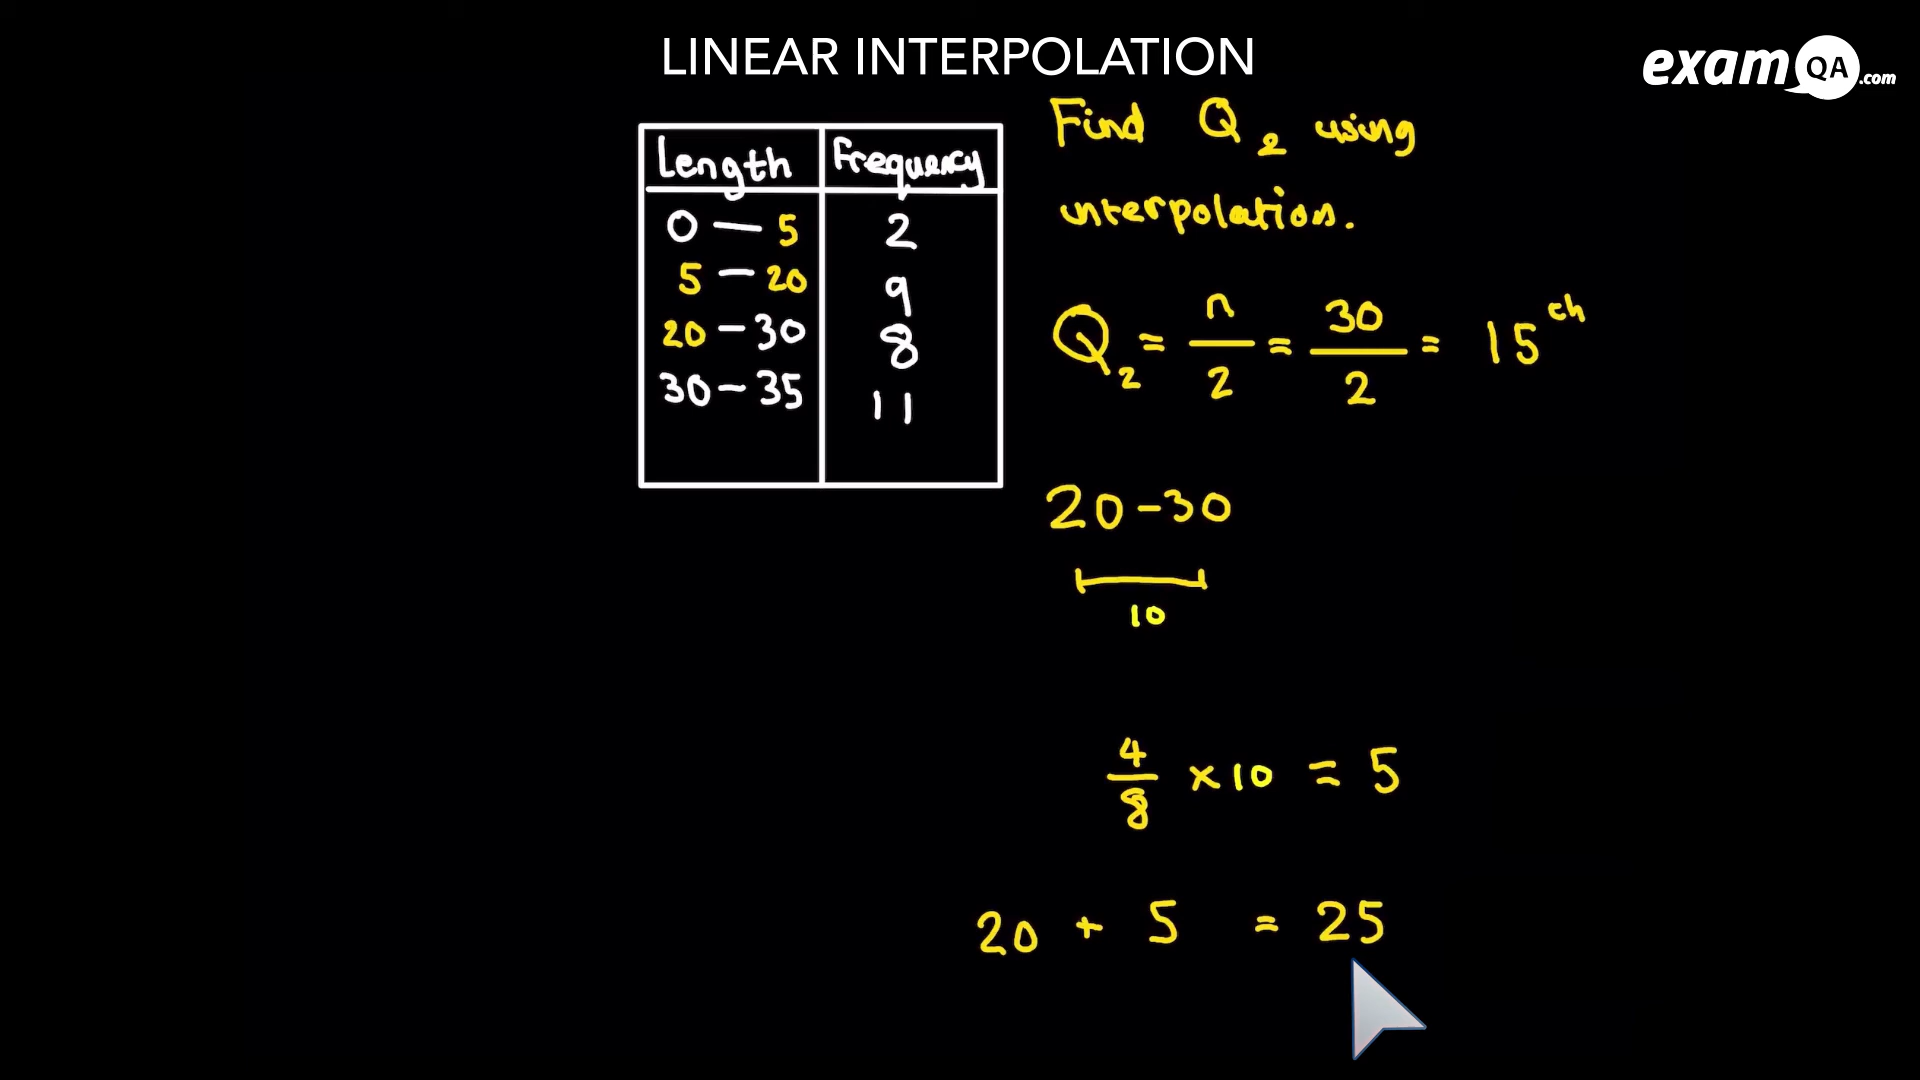 LINEAR INTERPOLATION
examQA.com
Length Frequency
0 — 5 2
5 — 20 9
20 — 30 8
30 — 35 11
Find Q₂ using
interpolation.
Q₂ = n/2 = 30/2 = 15th
20 - 30
10
4/8 × 10 = 5
20 + 5 = 25